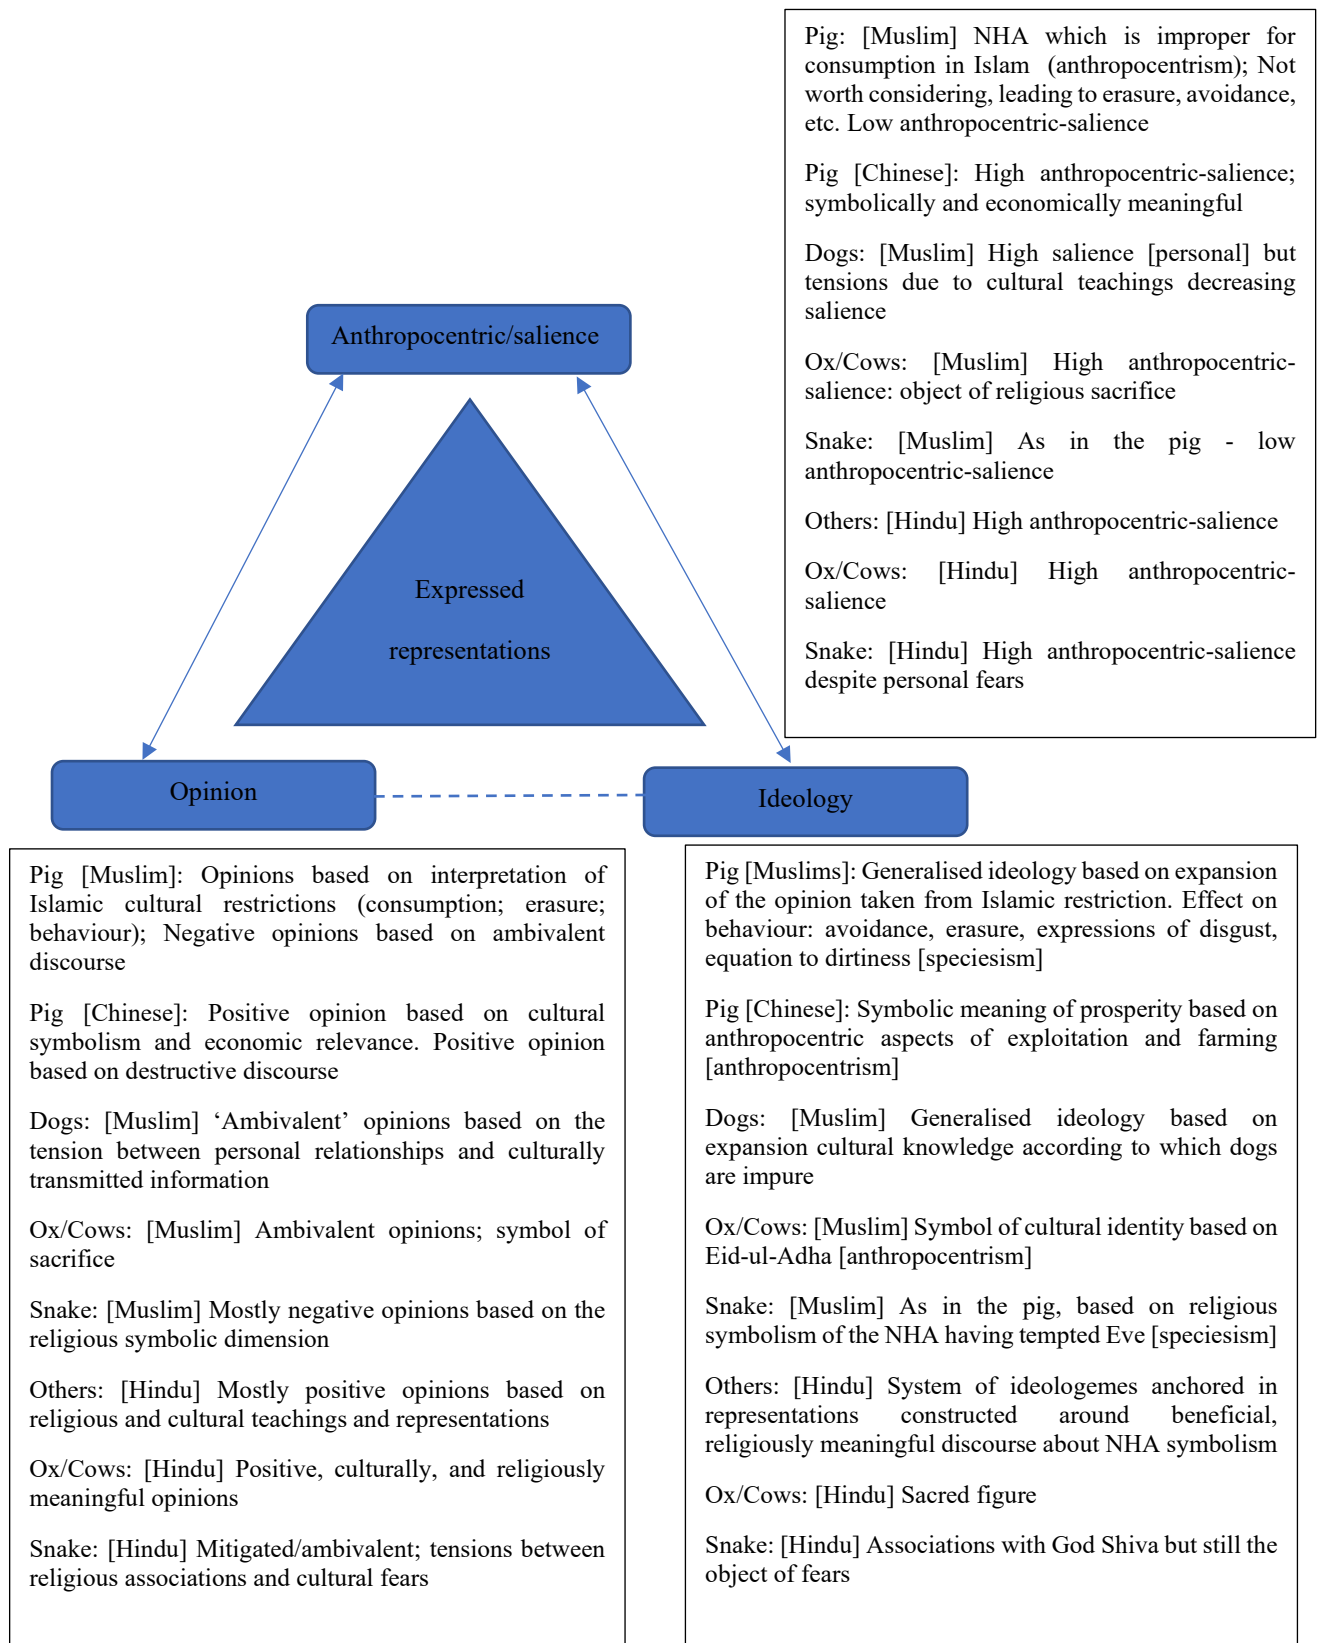 Pig: [Muslim] NHA which is improper for
consumption in Islam (anthropocentrism); Not
worth considering, leading to erasure, avoidance,
etc. Low anthropocentric-salience
Pig [Chinese]: High anthropocentric-salience;
symbolically and economically meaningful
Dogs: [Muslim] High salience [personal] but
tensions due to cultural teachings decreasing
salience
Ox/Cows: [Muslim] High anthropocentric-
salience: object of religious sacrifice
Snake: [Muslim] As in the pig - low
anthropocentric-salience
Others: [Hindu] High anthropocentric-salience
Ox/Cows: [Hindu] High anthropocentric-
salience
Snake: [Hindu] High anthropocentric-salience
despite personal fears
Anthropocentric/salience
Expressed
representations
Opinion
Ideology
Pig [Muslim]: Opinions based on interpretation of
Islamic cultural restrictions (consumption; erasure;
behaviour); Negative opinions based on ambivalent
discourse
Pig [Chinese]: Positive opinion based on cultural
symbolism and economic relevance. Positive opinion
based on destructive discourse
Dogs: [Muslim] ‘Ambivalent’ opinions based on the
tension between personal relationships and culturally
transmitted information
Ox/Cows: [Muslim] Ambivalent opinions; symbol of
sacrifice
Snake: [Muslim] Mostly negative opinions based on the
religious symbolic dimension
Others: [Hindu] Mostly positive opinions based on
religious and cultural teachings and representations
Ox/Cows: [Hindu] Positive, culturally, and religiously
meaningful opinions
Snake: [Hindu] Mitigated/ambivalent; tensions between
religious associations and cultural fears
Pig [Muslims]: Generalised ideology based on expansion
of the opinion taken from Islamic restriction. Effect on
behaviour: avoidance, erasure, expressions of disgust,
equation to dirtiness [speciesism]
Pig [Chinese]: Symbolic meaning of prosperity based on
anthropocentric aspects of exploitation and farming
[anthropocentrism]
Dogs: [Muslim] Generalised ideology based on
expansion cultural knowledge according to which dogs
are impure
Ox/Cows: [Muslim] Symbol of cultural identity based on
Eid-ul-Adha [anthropocentrism]
Snake: [Muslim] As in the pig, based on religious
symbolism of the NHA having tempted Eve [speciesism]
Others: [Hindu] System of ideologemes anchored in
representations constructed around beneficial,
religiously meaningful discourse about NHA symbolism
Ox/Cows: [Hindu] Sacred figure
Snake: [Hindu] Associations with God Shiva but still the
object of fears